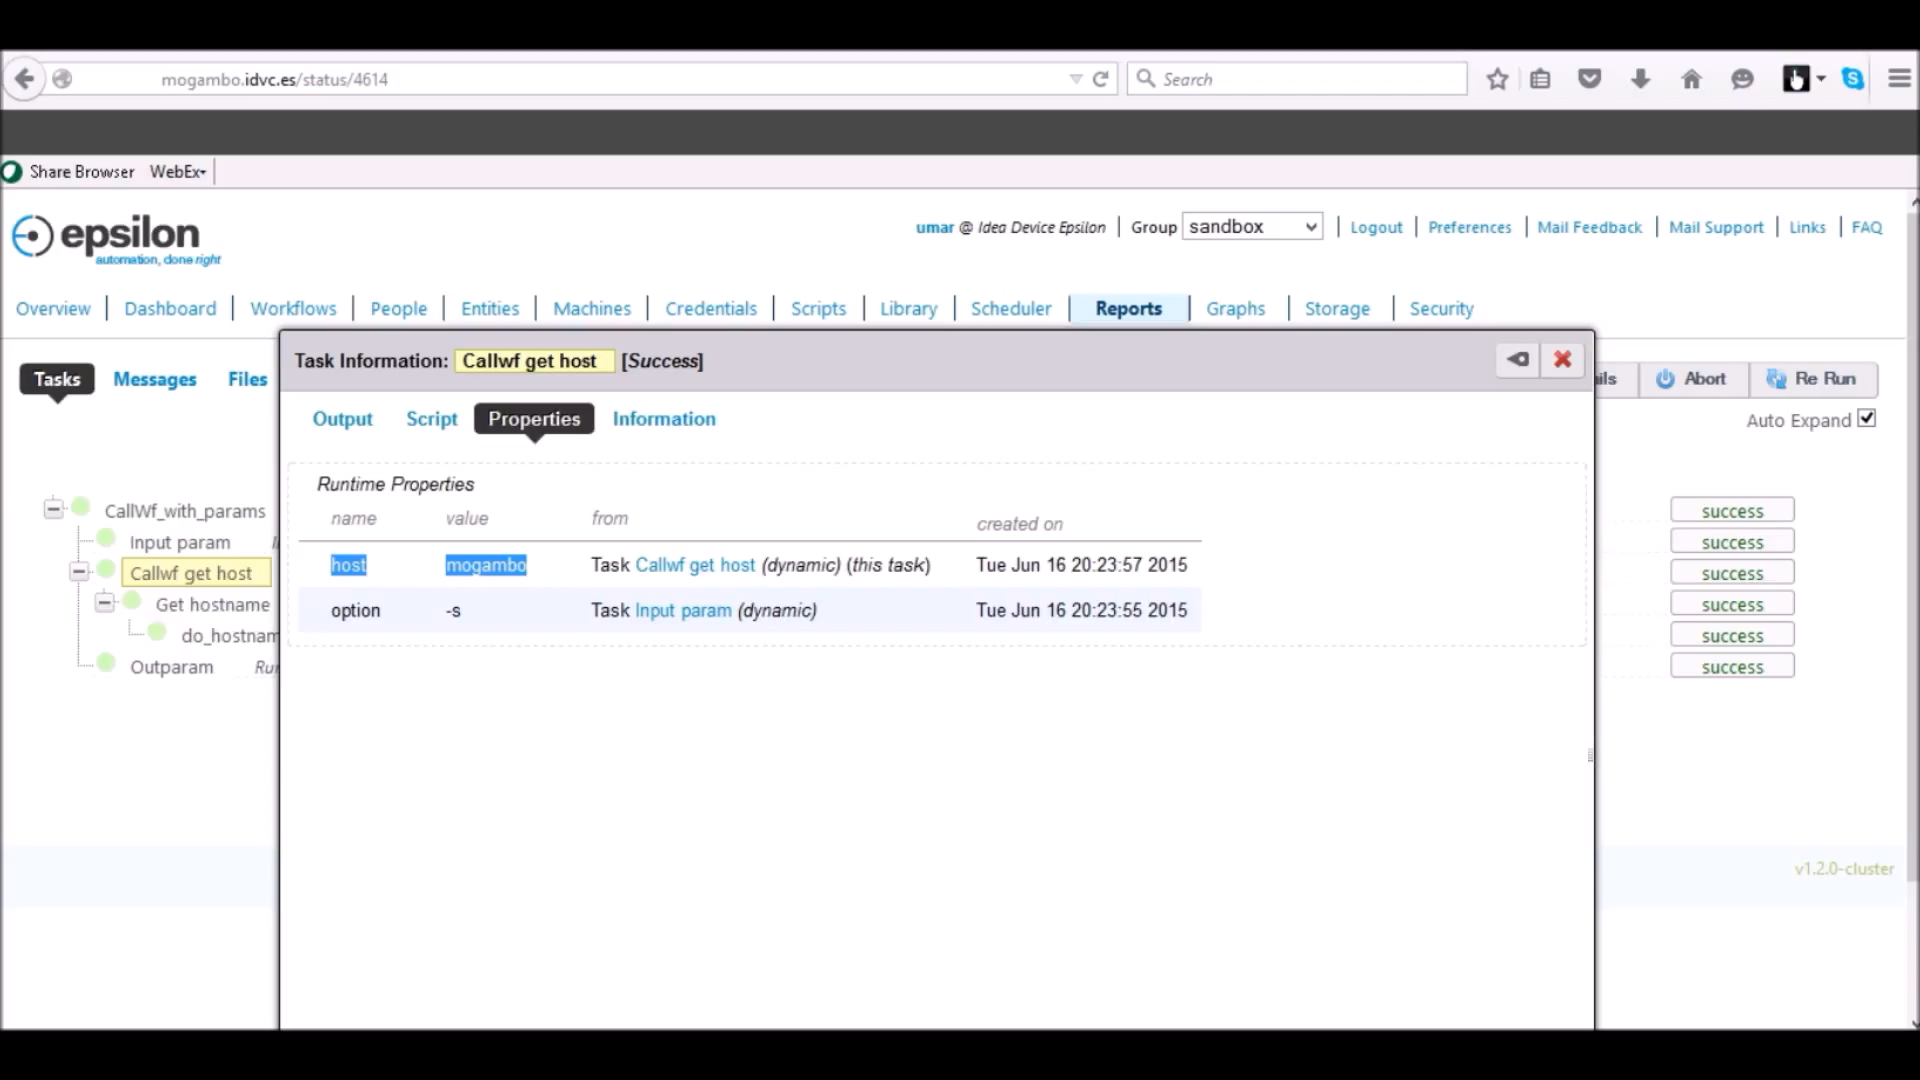 mogambo.idvc.es/status/4614
Search
Share Browser WebEx
epsilon
automation, done right
umar @ Idea Device Epsilon Group sandbox Logout Preferences Mail Feedback Mail Support Links FAQ
Overview Dashboard Workflows People Entities Machines Credentials Scripts Library Scheduler Reports Graphs Storage Security
Task Information: Callwf get host [Success]
Tasks Messages Files
Abort Re Run
Output Script Properties Information
Auto Expand
Runtime Properties
name value from created on
CallWf_with_params success
Input param success
host mogambo Task Callwf get host (dynamic) (this task) Tue Jun 16 20:23:57 2015
Callwf get host success
option -s Task Input param (dynamic) Tue Jun 16 20:23:55 2015
Get hostname success
do_hostnam success
Outparam success
v1.2.0-cluster